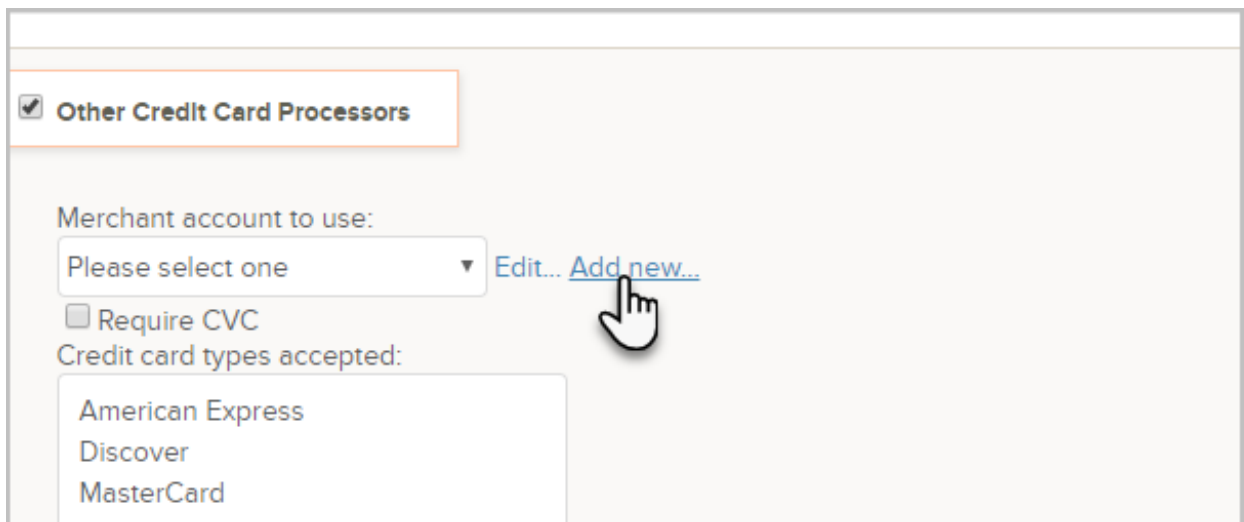 Other Credit Card Processors
Merchant account to use:
Please select one Edit... Add new...
Require CVC
Credit card types accepted:
American Express
Discover
MasterCard